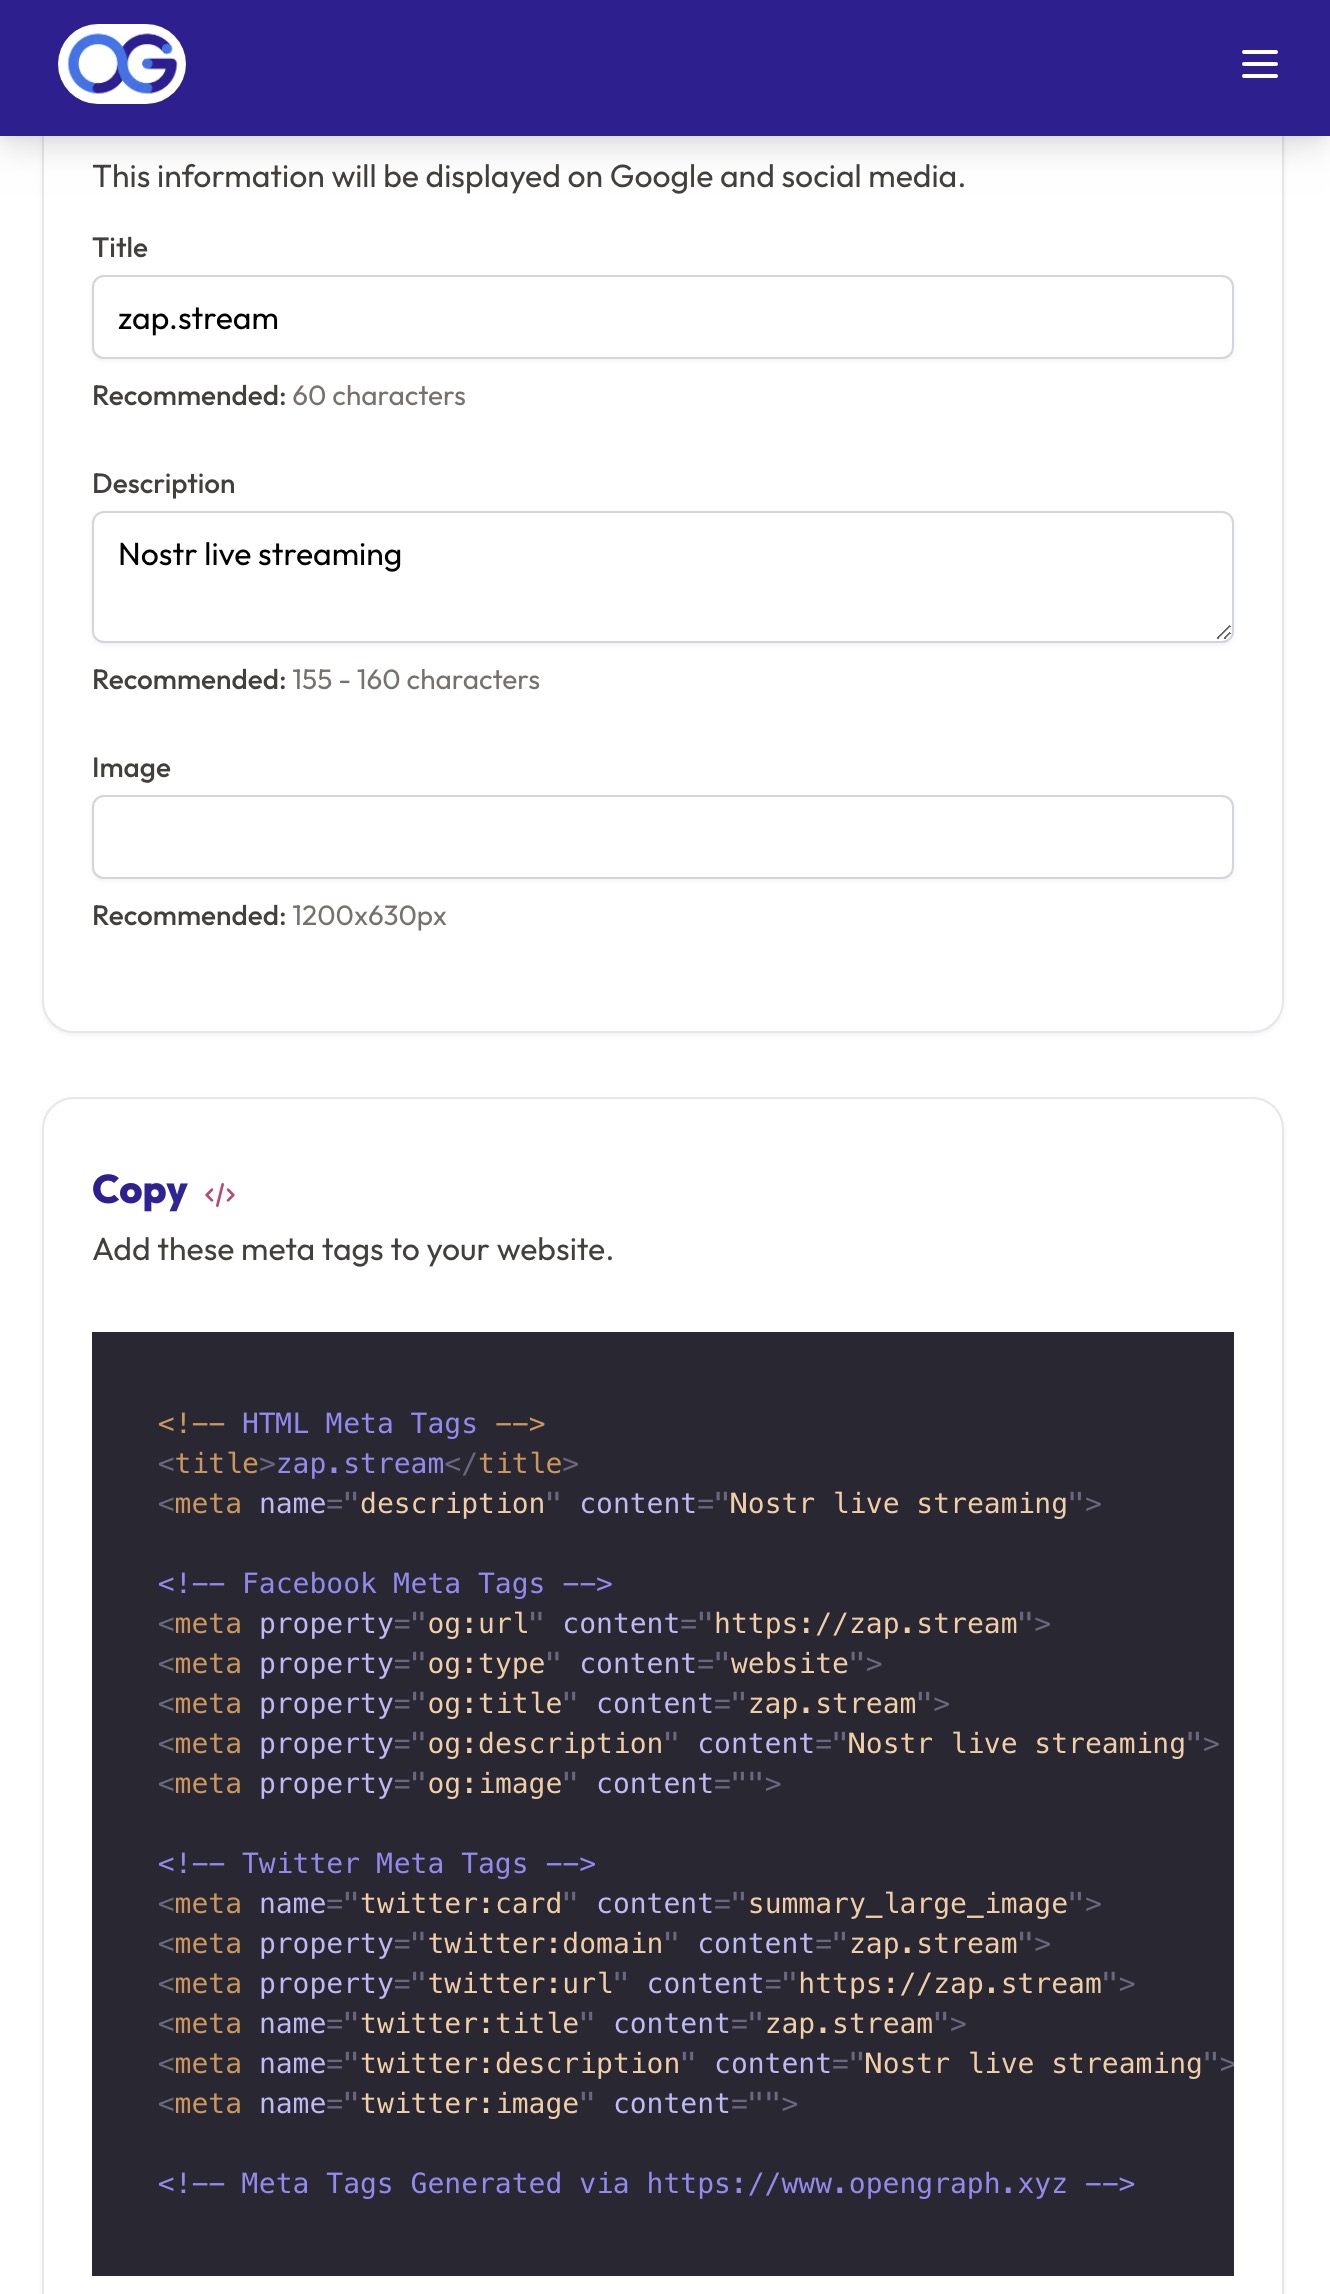 OG
This information will be displayed on Google and social media.
Title
zap.stream
Recommended: 60 characters
Description
Nostr live streaming
Recommended: 155 - 160 characters
Image
Recommended: 1200x630px
Copy </>
Add these meta tags to your website.
<!-- HTML Meta Tags -->
<title>zap.stream</title>
<meta name="description" content="Nostr live streaming">
<!-- Facebook Meta Tags -->
<meta property="og:url" content="https://zap.stream">
<meta property="og:type" content="website">
<meta property="og:title" content="zap.stream">
<meta property="og:description" content="Nostr live streaming">
<meta property="og:image" content="">
<!-- Twitter Meta Tags -->
<meta name="twitter:card" content="summary_large_image">
<meta property="twitter:domain" content="zap.stream">
<meta property="twitter:url" content="https://zap.stream">
<meta name="twitter:title" content="zap.stream">
<meta name="twitter:description" content="Nostr live streaming">
<meta name="twitter:image" content="">
<!-- Meta Tags Generated via https://www.opengraph.xyz -->